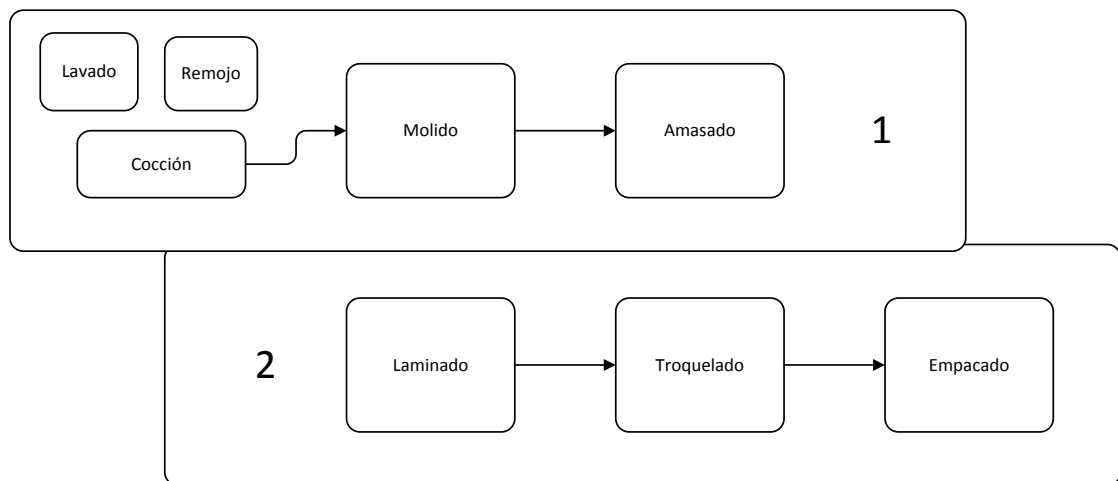 Lavado
Remojo
Cocción
Molido
Amasado
1
2
Laminado
Troquelado
Empacado